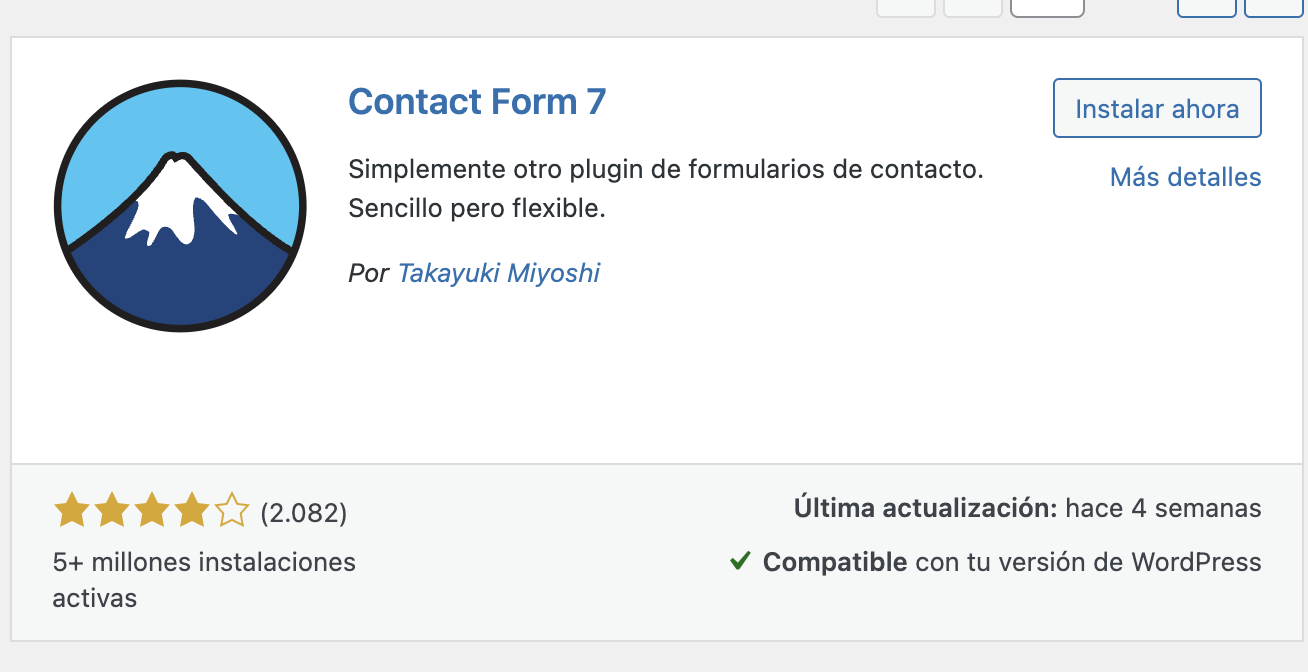 Contact Form 7
Instalar ahora
Simplemente otro plugin de formularios de contacto.
Más detalles
Sencillo pero flexible.
Por Takayuki Miyoshi
(2.082)
Última actualización: hace 4 semanas
5+ millones instalaciones
activas
Compatible con tu versión de WordPress